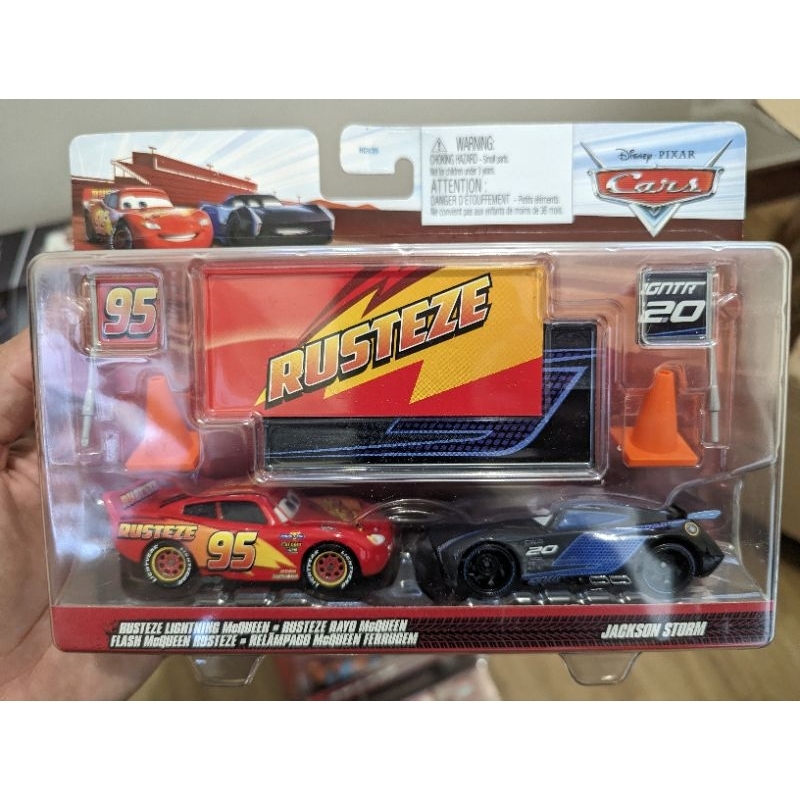 WARNING:
CHOKING HAZARD - Small parts
Not for children under 3 years.
ATTENTION :
DANGER D'ÉTOUFFEMENT - Petits éléments.
Ne convient pas aux enfants de moins de 36 mois.
Disney · PIXAR
Cars
95
RUSTEZE
IGNTR
20
RUSTEZE
95
20
RUSTEZE LIGHTNING McQUEEN • RUSTEZE RAYO McQUEEN
FLASH McQUEEN RUSTEZE • RELÂMPAGO McQUEEN FERRUGEM
JACKSON STORM